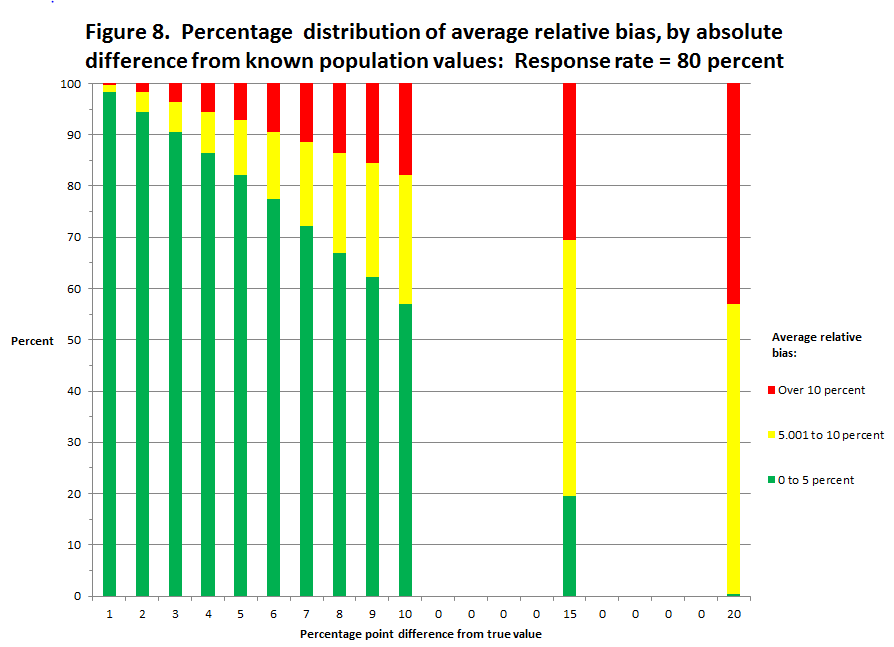 Figure 8.  Percentage  distribution of average relative bias, by absolute
difference from known population values:  Response rate = 80 percent
100
90
80
70
60
50
40
30
20
10
0
Percent
Average relative
bias:
Over 10 percent
5.001 to 10 percent
0 to 5 percent
1 2 3 4 5 6 7 8 9 10 0 0 0 0 15 0 0 0 0 20
Percentage point difference from true value